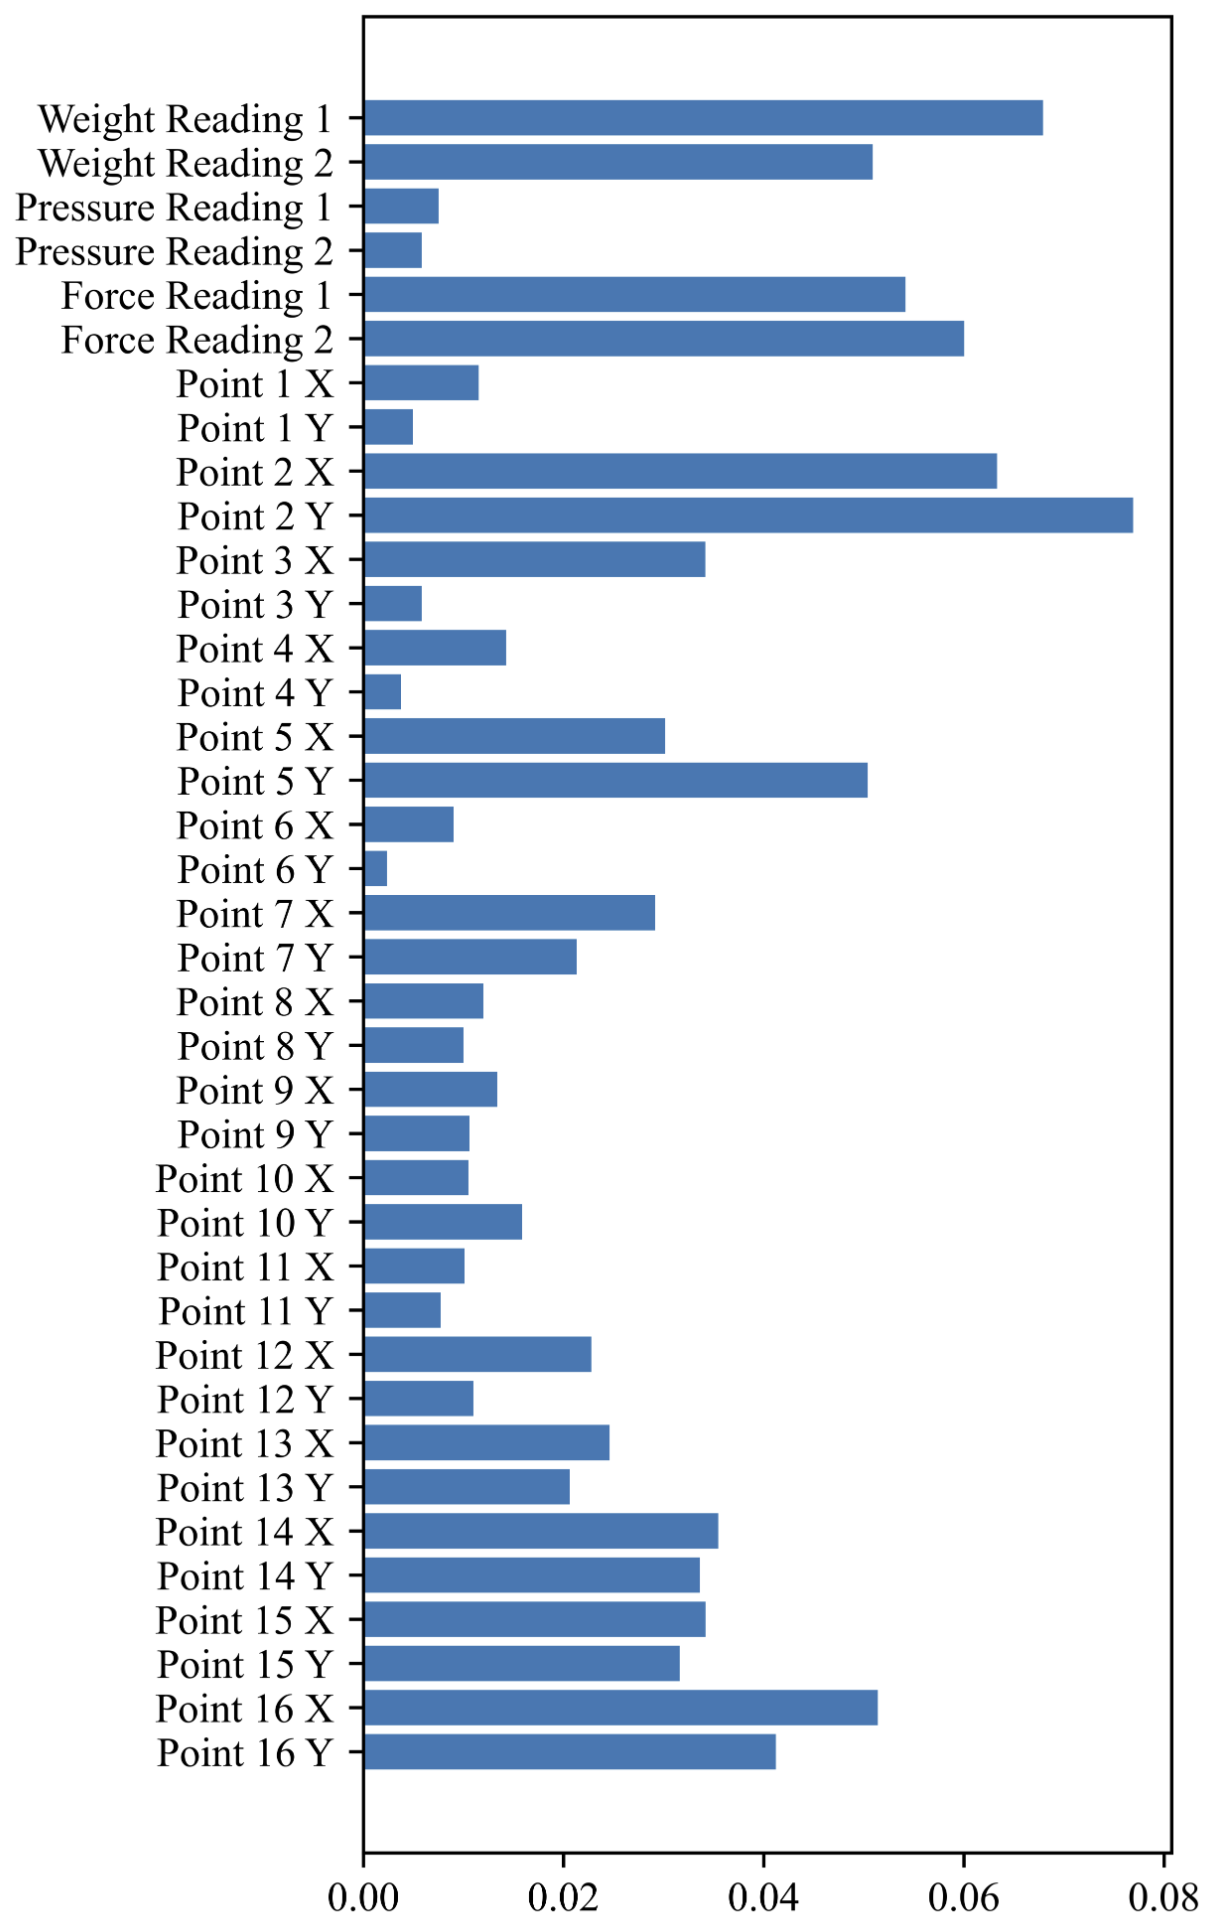 Weight Reading 1
Weight Reading 2
Pressure Reading 1
Pressure Reading 2
Force Reading 1
Force Reading 2
Point 1 X
Point 1 Y
Point 2 X
Point 2 Y
Point 3 X
Point 3 Y
Point 4 X
Point 4 Y
Point 5 X
Point 5 Y
Point 6 X
Point 6 Y
Point 7 X
Point 7 Y
Point 8 X
Point 8 Y
Point 9 X
Point 9 Y
Point 10 X
Point 10 Y
Point 11 X
Point 11 Y
Point 12 X
Point 12 Y
Point 13 X
Point 13 Y
Point 14 X
Point 14 Y
Point 15 X
Point 15 Y
Point 16 X
Point 16 Y
0.00 0.02 0.04 0.06 0.08